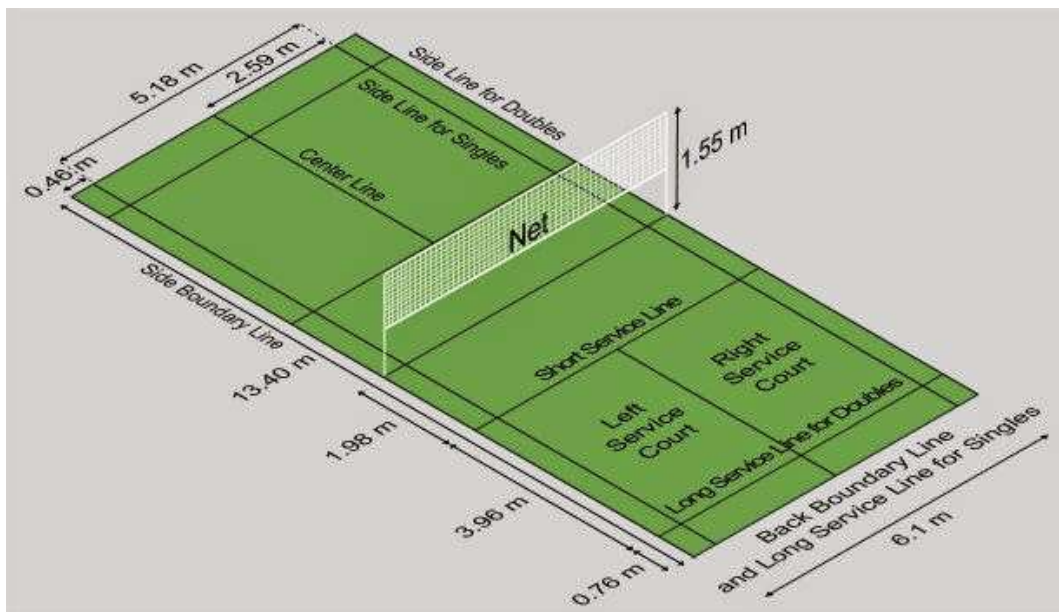 5.18 m
2.59 m
0.46 m
Side Line for Doubles
Side Line for Singles
Center Line
1.55 m
Net
Side Boundary Line
13.40 m
Short Service Line
Right
Service
Court
Left
Service
Court
1.98 m
Long Service Line for Doubles
3.96 m
Back Boundary Line
and Long Service Line for Singles
6.1 m
0.76 m